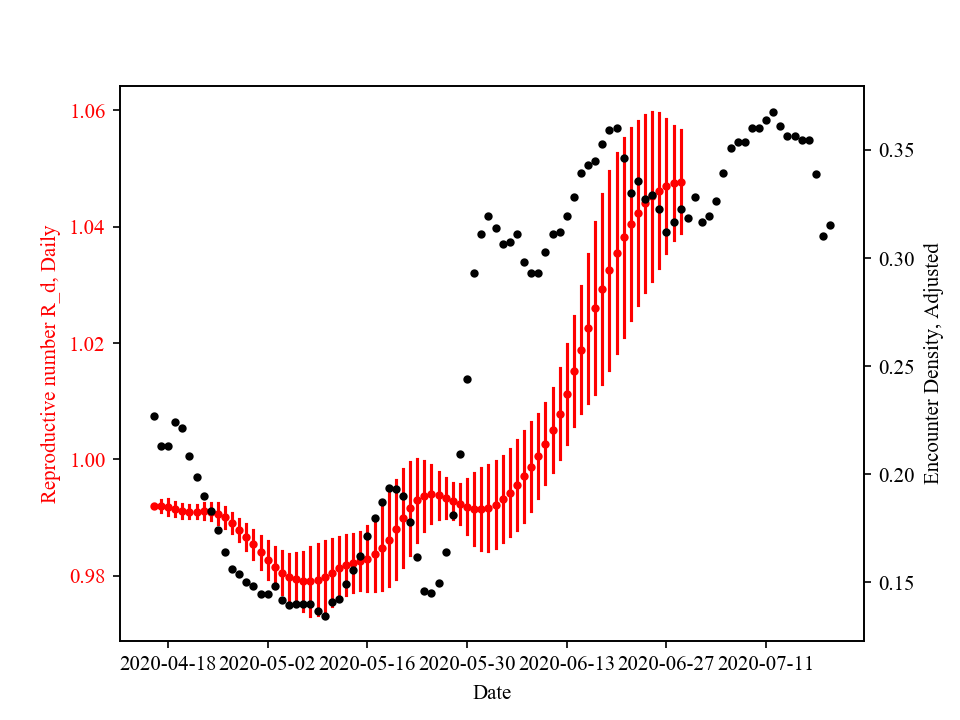 1.06
1.04
1.02
1.00
0.98
Reproductive number R_d, Daily
0.35
0.30
0.25
0.20
0.15
Encounter Density, Adjusted
2020-04-18 2020-05-02 2020-05-16 2020-05-30 2020-06-13 2020-06-27 2020-07-11
Date